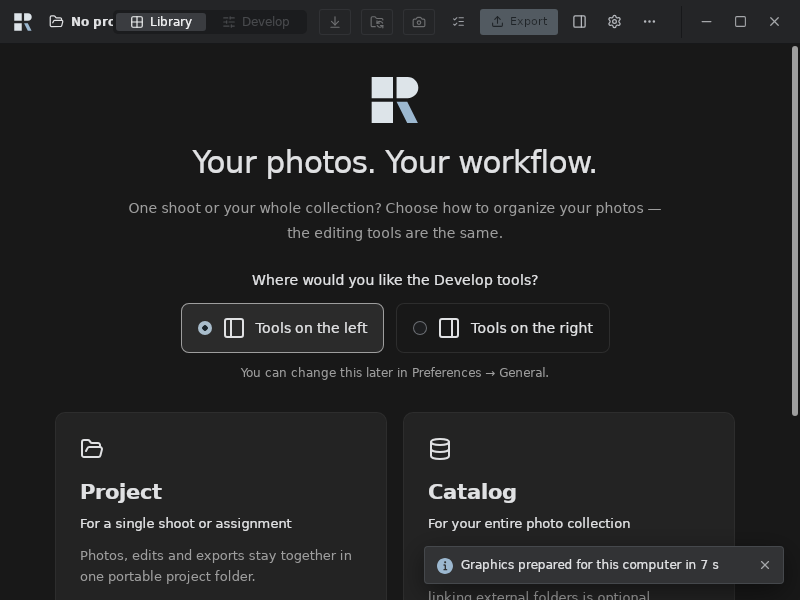 No pro
Library
Develop
Export
Your photos. Your workflow.
One shoot or your whole collection? Choose how to organize your photos —
the editing tools are the same.
Where would you like the Develop tools?
Tools on the left
Tools on the right
You can change this later in Preferences → General.
Project
For a single shoot or assignment
Photos, edits and exports stay together in
one portable project folder.
Catalog
For your entire photo collection
Graphics prepared for this computer in 7 s
linking external folders is optional.